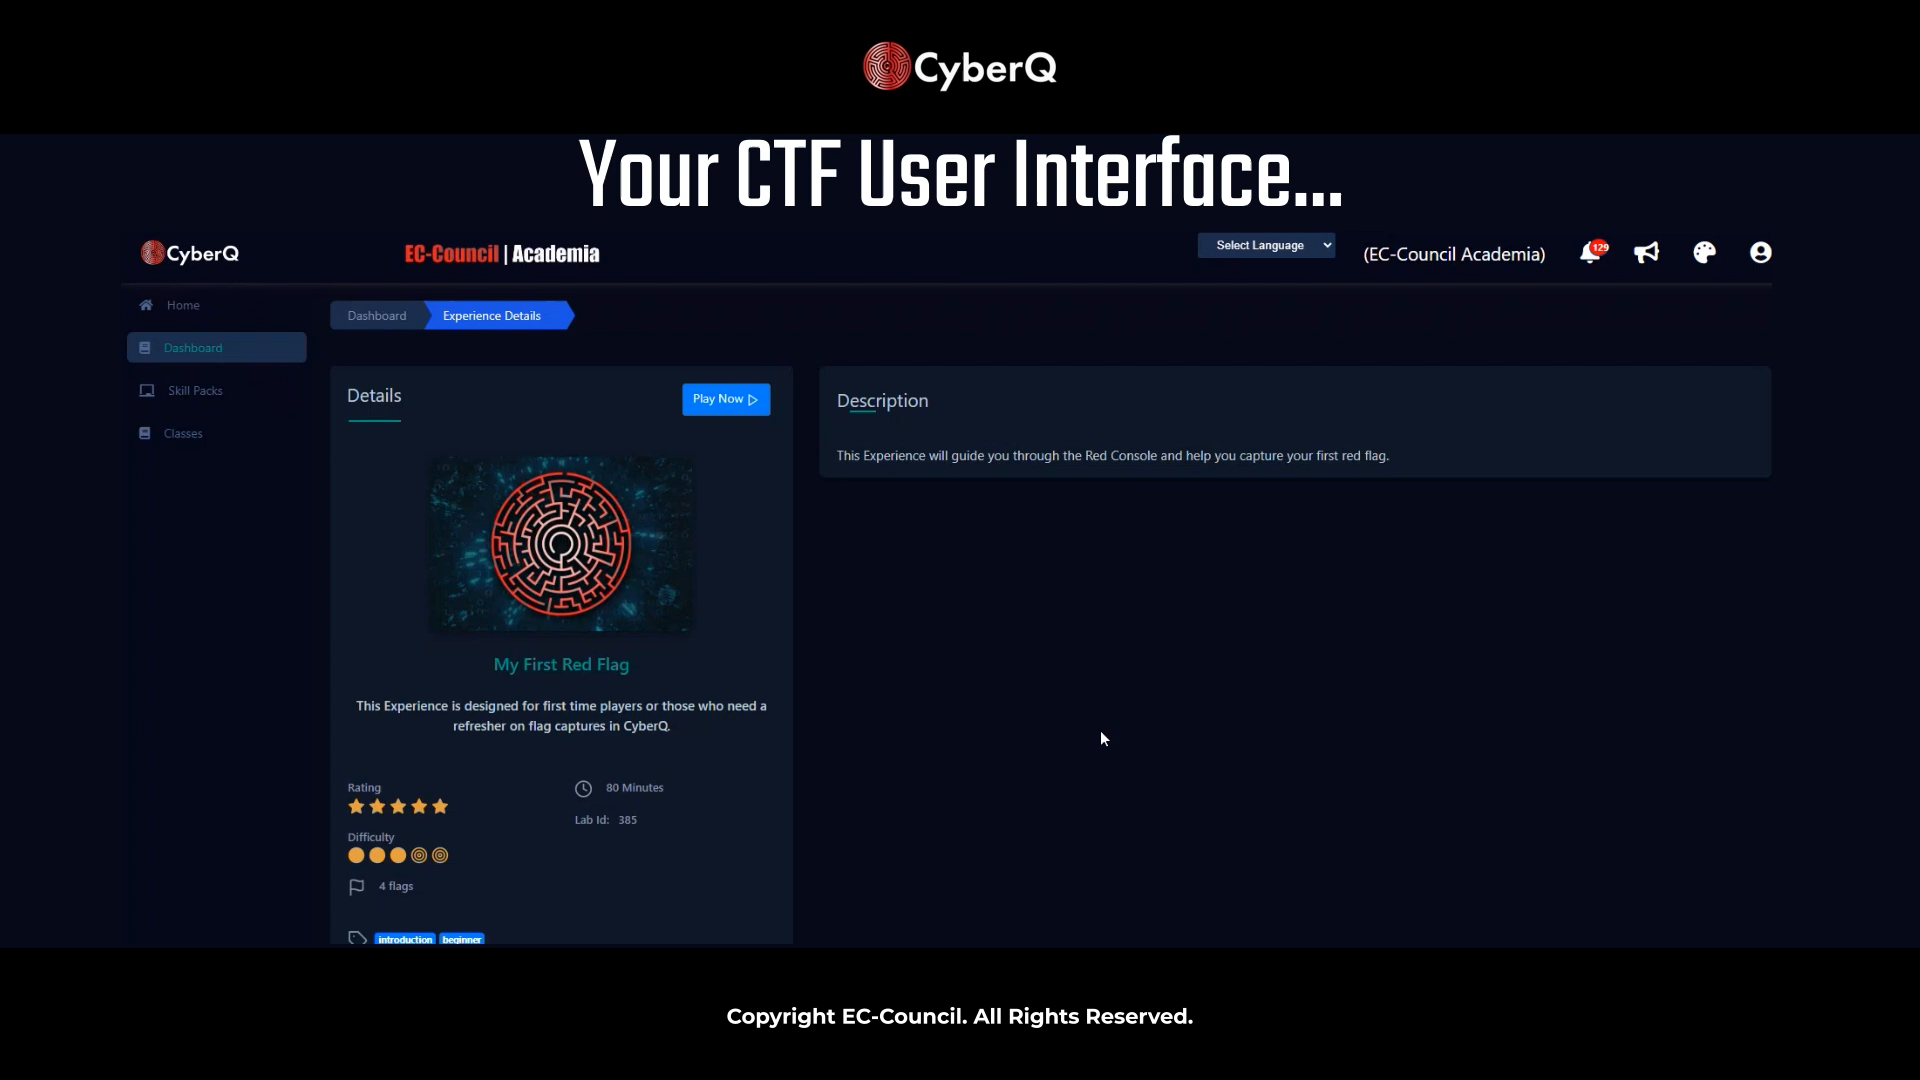 CyberQ
Your CTF User Interface...
CyberQ
EC-Council | Academia
Select Language
(EC-Council Academia)
129
Home
Dashboard
Skill Packs
Classes
Dashboard
Experience Details
Details
Play Now
My First Red Flag
This Experience is designed for first time players or those who need a
refresher on flag captures in CyberQ.
Rating
80 Minutes
Lab Id: 385
Difficulty
4 flags
introduction
beginner
Description
This Experience will guide you through the Red Console and help you capture your first red flag.
Copyright EC-Council. All Rights Reserved.